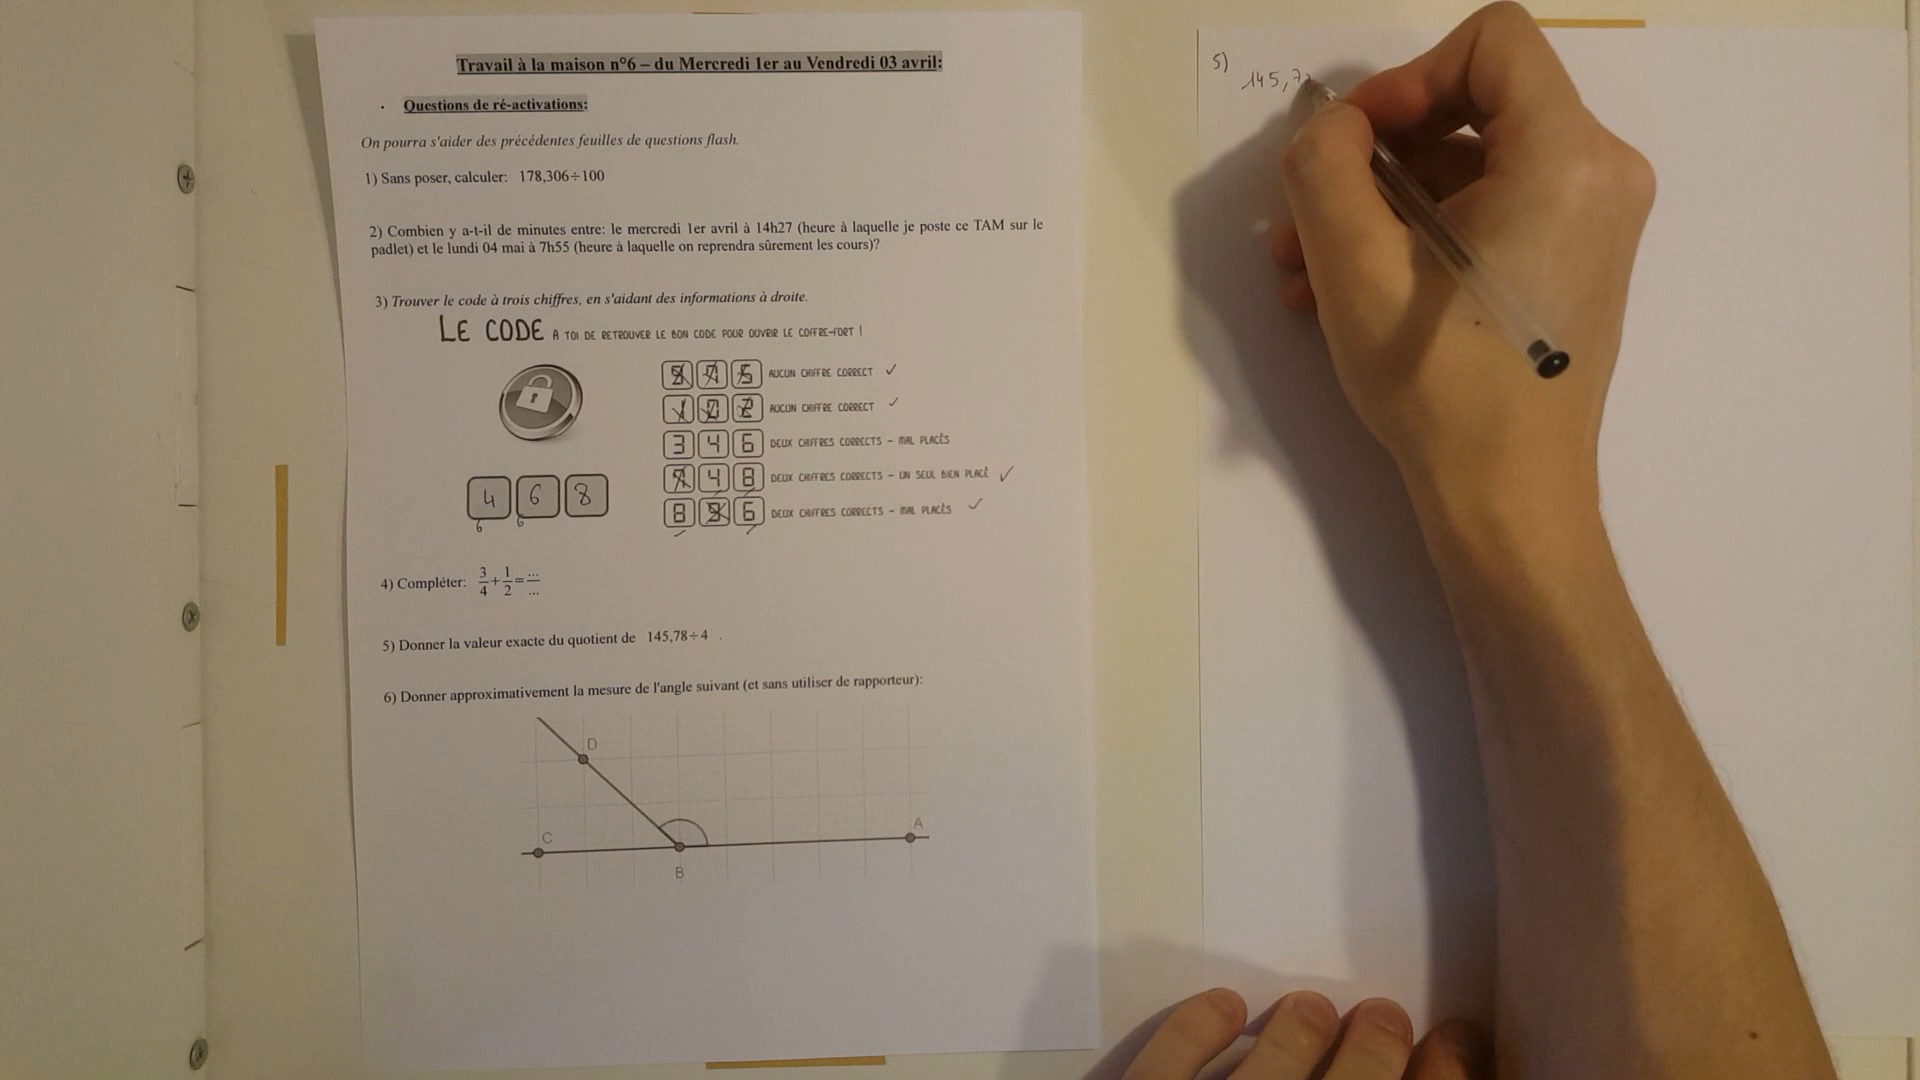 Travail à la maison n°6 – du Mercredi 1er au Vendredi 03 avril:
· Questions de ré-activations:
On pourra s'aider des précédentes feuilles de questions flash.
1) Sans poser, calculer: 178,306÷100
2) Combien y a-t-il de minutes entre: le mercredi 1er avril à 14h27 (heure à laquelle je poste ce TAM sur le
padlet) et le lundi 04 mai à 7h55 (heure à laquelle on reprendra sûrement les cours)?
3) Trouver le code à trois chiffres, en s'aidant des informations à droite.
LE CODE A TOI DE RETROUVER LE BON CODE POUR OUVRIR LE COFFRE-FORT !
5 AUCUN CHIFFRE CORRECT ✓
2 AUCUN CHIFFRE CORRECT ✓
3 4 6 DEUX CHIFFRES CORRECTS - MAL PLACÉS
4 8 DEUX CHIFFRES CORRECTS - UN SEUL BIEN PLACÉ ✓
8 6 DEUX CHIFFRES CORRECTS - MAL PLACÉS ✓
4 6 8
6 6
4) Compléter: 3/4+1/2=.../...
5) Donner la valeur exacte du quotient de 145,78÷4 .
6) Donner approximativement la mesure de l'angle suivant (et sans utiliser de rapporteur):
D
C
A
B
5)
145,7